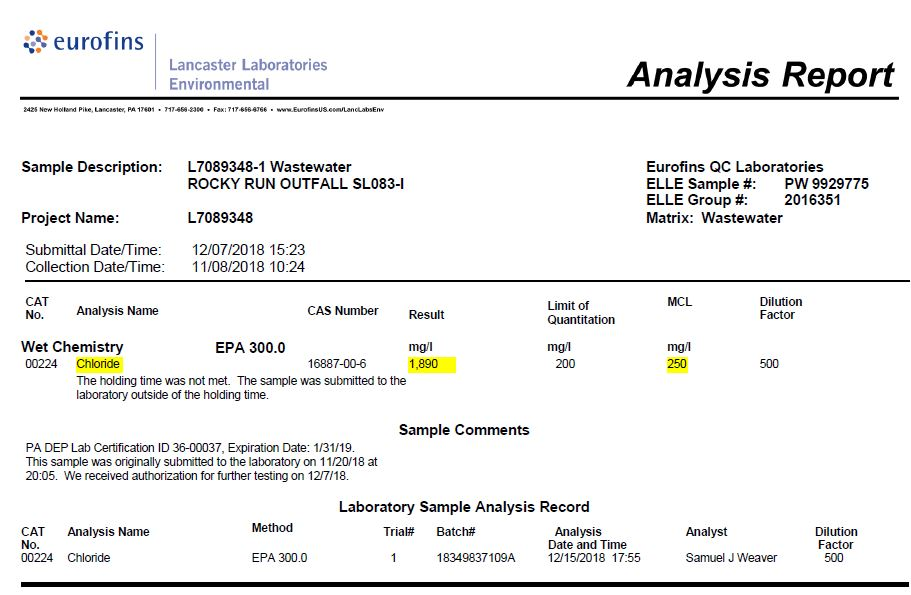 eurofins
Lancaster Laboratories
Environmental
Analysis Report
2425 New Holland Pike, Lancaster, PA 17601 • 717-656-2300 • Fax: 717-656-6766 • www.EurofinsUS.com/LancLabsEnv
Sample Description: L7089348-1 Wastewater
ROCKY RUN OUTFALL SL083-I
Project Name: L7089348
Submittal Date/Time: 12/07/2018 15:23
Collection Date/Time: 11/08/2018 10:24
Eurofins QC Laboratories
ELLE Sample #: PW 9929775
ELLE Group #: 2016351
Matrix: Wastewater
CAT No. Analysis Name CAS Number Result Limit of Quantitation MCL Dilution Factor
Wet Chemistry EPA 300.0 mg/l mg/l mg/l
00224 Chloride 16887-00-6 1,890 200 250 500
The holding time was not met. The sample was submitted to the
laboratory outside of the holding time.
Sample Comments
PA DEP Lab Certification ID 36-00037, Expiration Date: 1/31/19.
This sample was originally submitted to the laboratory on 11/20/18 at
20:05. We received authorization for further testing on 12/7/18.
Laboratory Sample Analysis Record
CAT No. Analysis Name Method Trial# Batch# Analysis Date and Time Analyst Dilution Factor
00224 Chloride EPA 300.0 1 18349837109A 12/15/2018 17:55 Samuel J Weaver 500